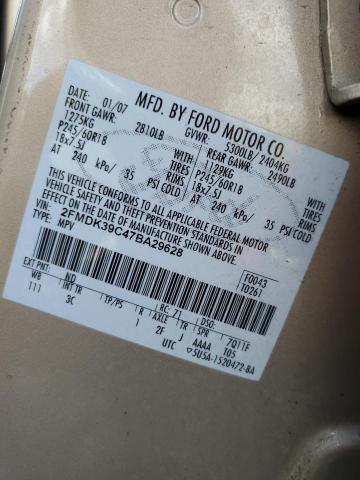 MFD. BY FORD MOTOR CO.
DATE: 01/07 GVWR: 5300LB/ 2404KG
FRONT GAWR: 2810LB REAR GAWR: 2490LB
1275KG WITH 1129KG WITH
P245/60R18 TIRES P245/60R18 TIRES
18x7.5J RIMS 18x7.5J RIMS
AT 240 kPa/ 35 PSI COLD AT 240 kPa/ 35 PSI COLD
THIS VEHICLE CONFORMS TO ALL APPLICABLE FEDERAL MOTOR
VEHICLE SAFETY AND THEFT PREVENTION STANDARDS IN
EFFECT ON THE DATE OF MANUFACTURE SHOWN ABOVE.
VIN: 2FMDK39C47BA29628
TYPE: MPV
F0043
T0261
EXT PNT: RC: 71 DSO:
WB TP/PS R AXLE TR SPR 7Q11F
111 3C 1 2F J AAAA T05
UTC 5U5A-1520472-BA